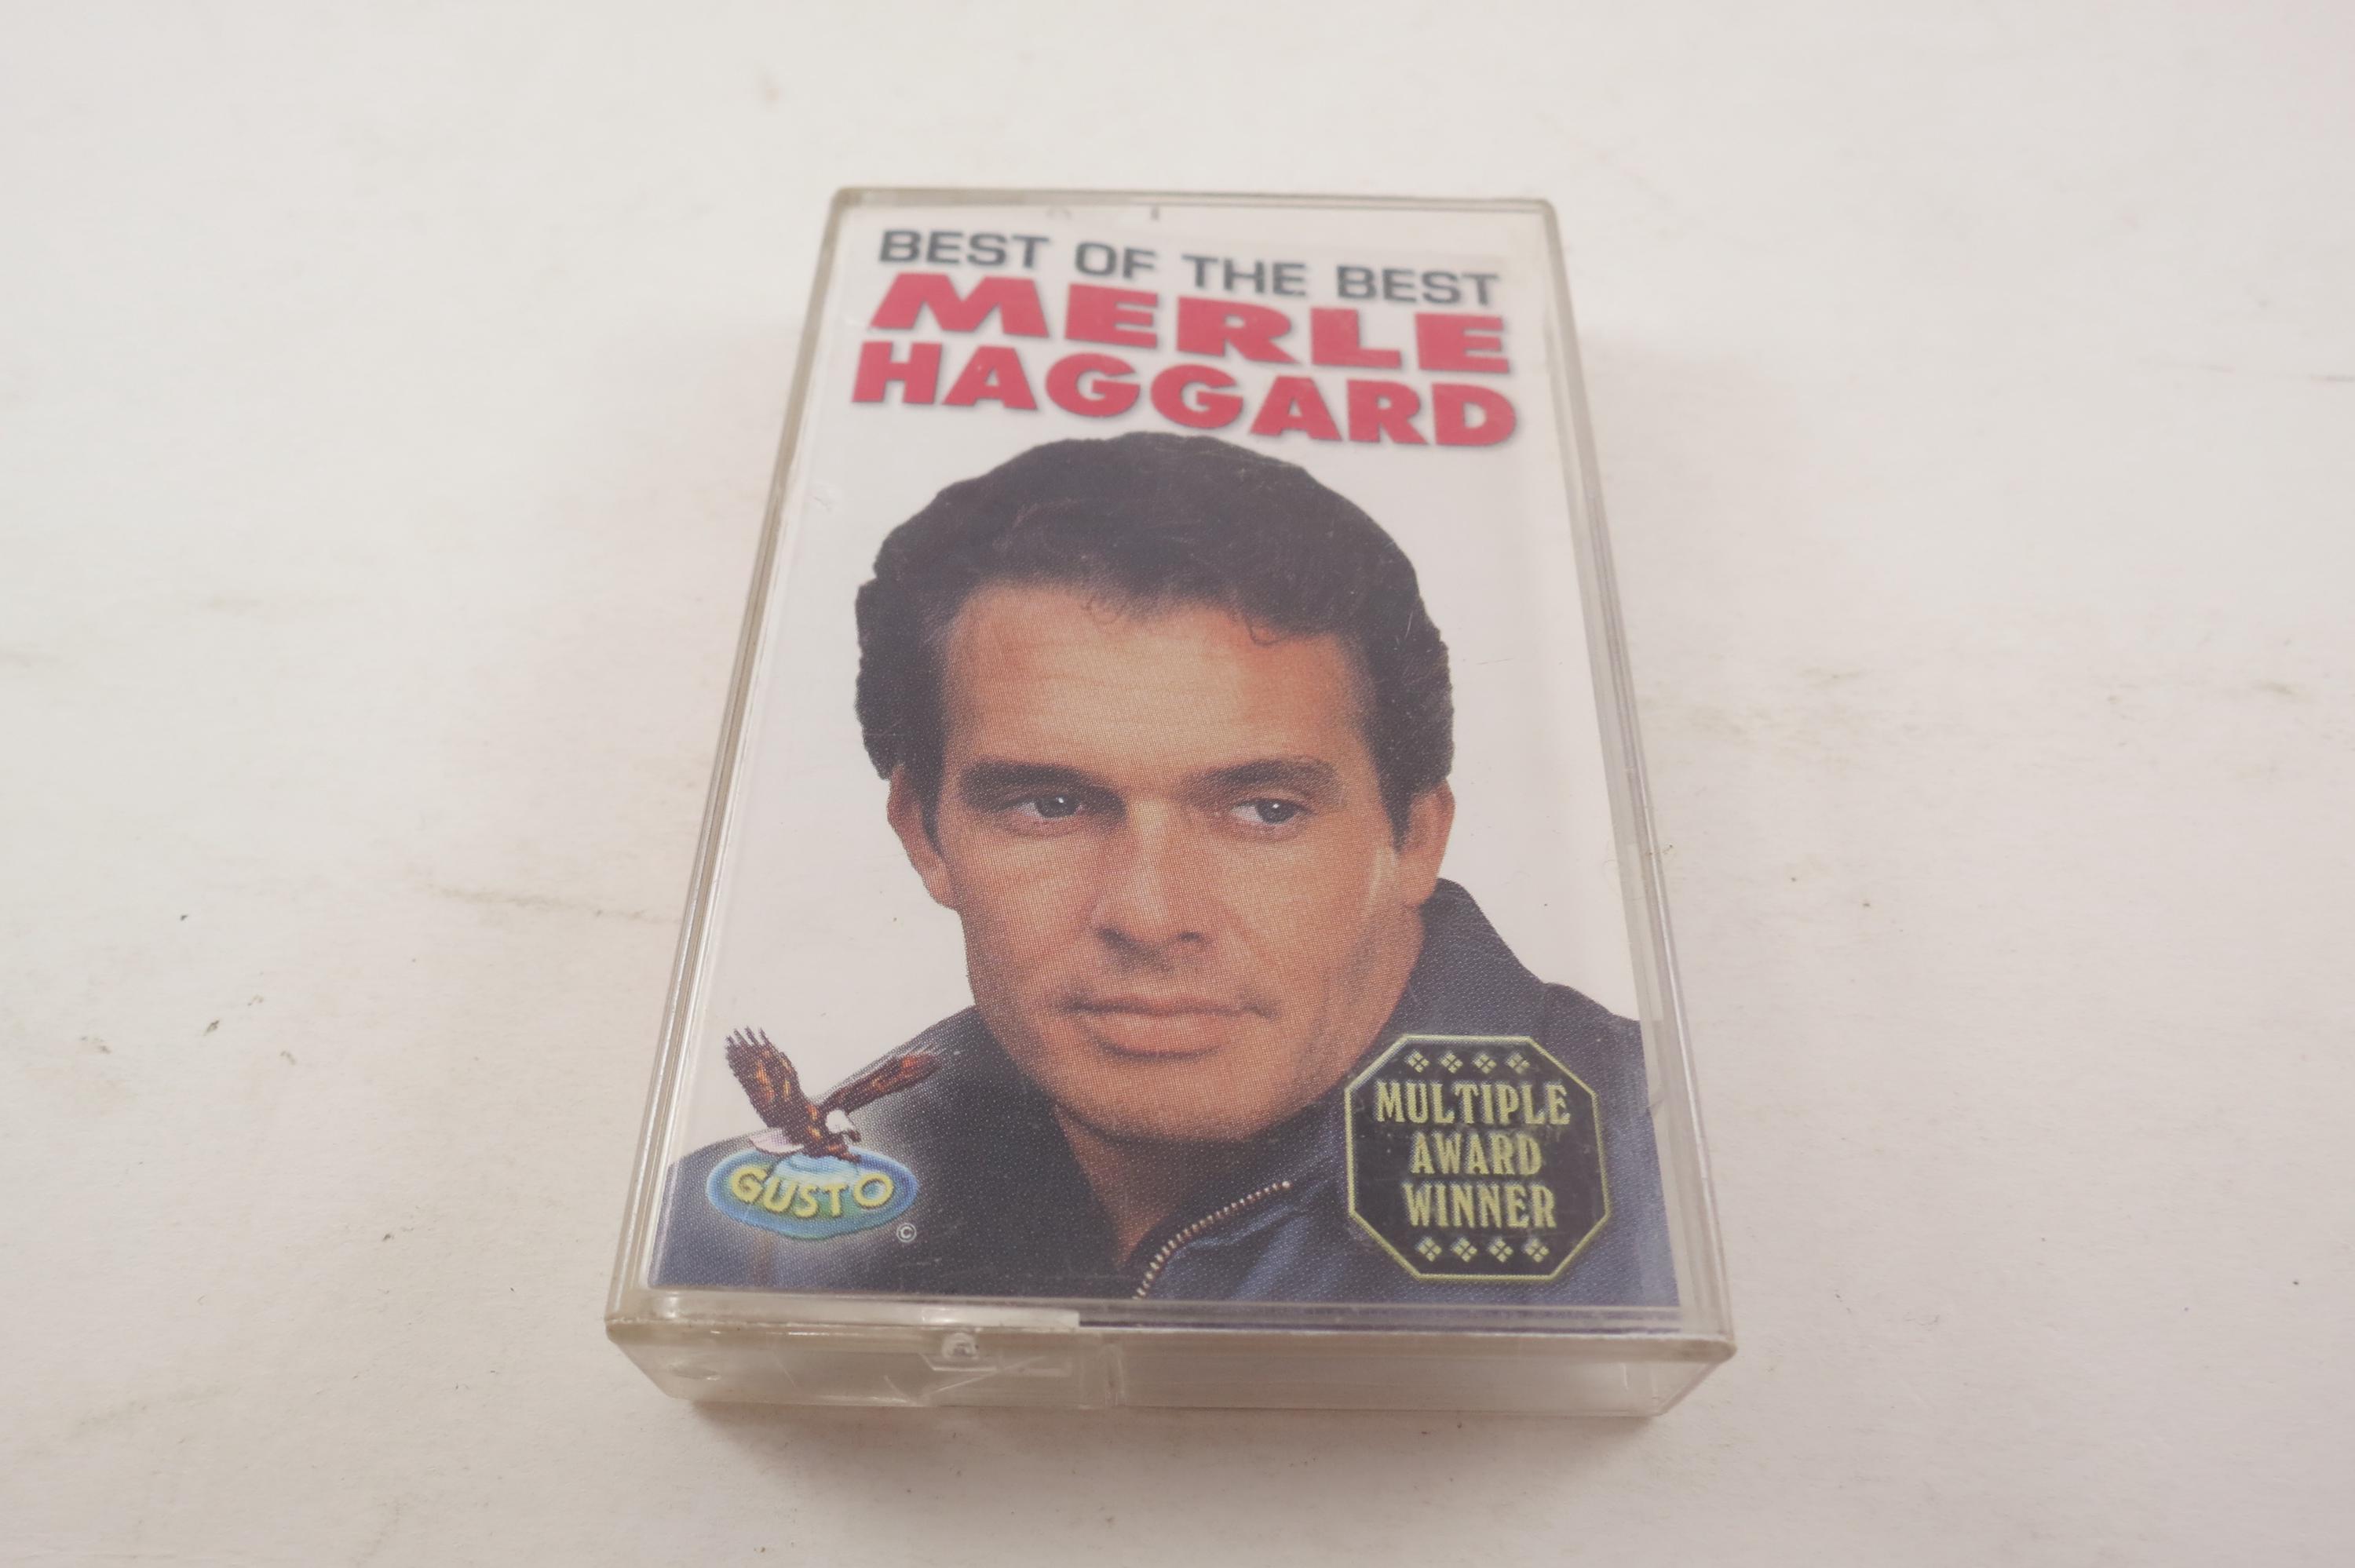 BEST OF THE BEST
MERLE
HAGGARD
GUSTO
©
MULTIPLE
AWARD
WINNER